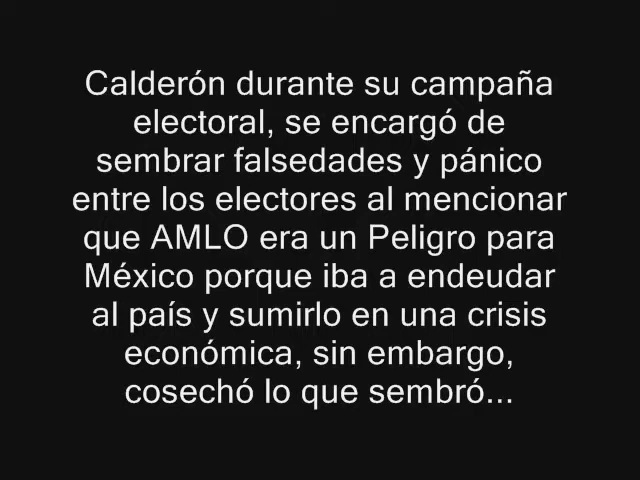 Calderón durante su campaña
electoral, se encargó de
sembrar falsedades y pánico
entre los electores al mencionar
que AMLO era un Peligro para
México porque iba a endeudar
al país y sumirlo en una crisis
económica, sin embargo,
cosechó lo que sembró...